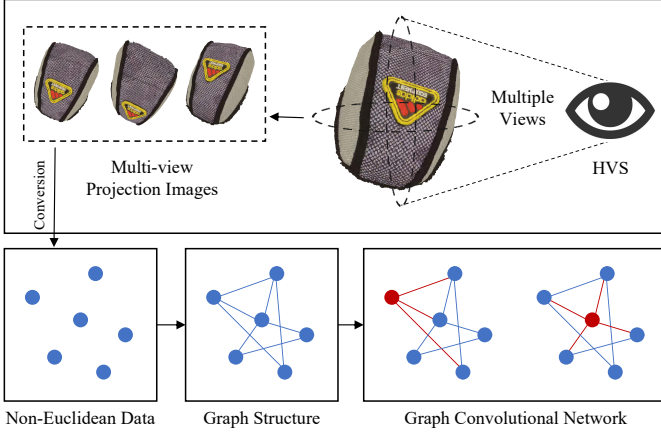 Multiple
Views
HVS
Multi-view
Projection Images
Conversion
Non-Euclidean Data
Graph Structure
Graph Convolutional Network